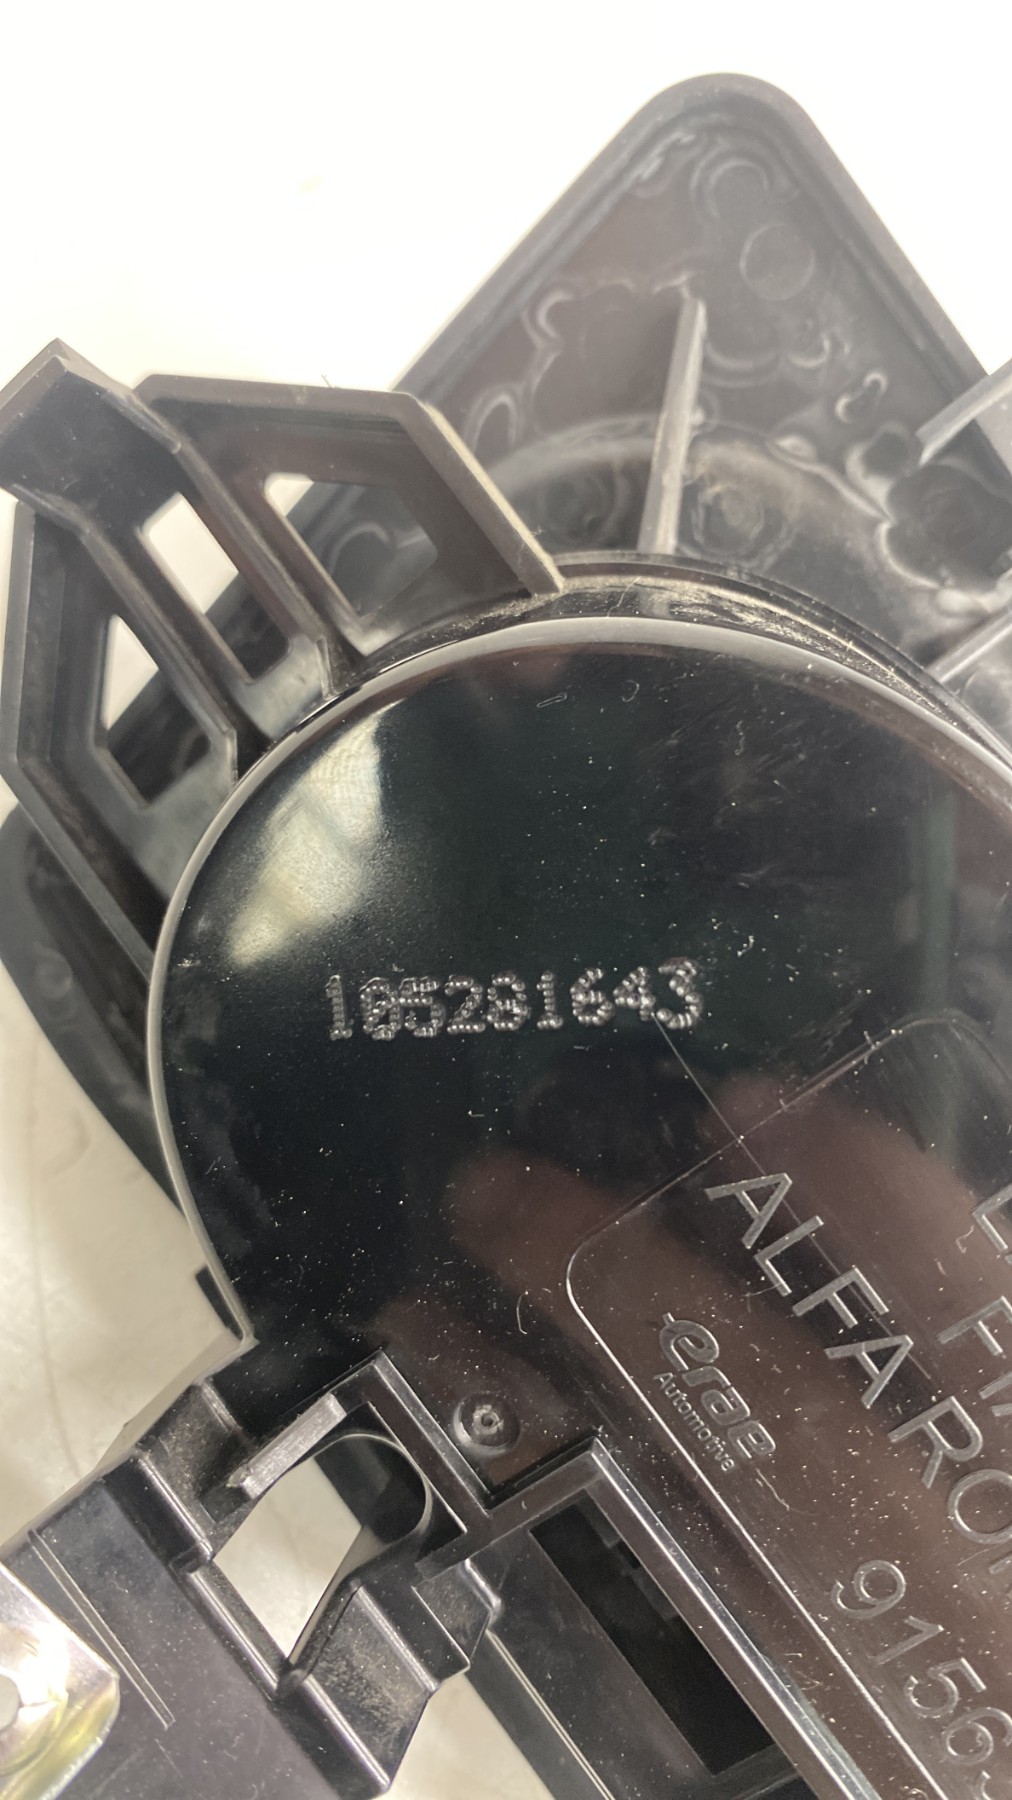 105281643
ALFA RO
erae
Automotive
9156